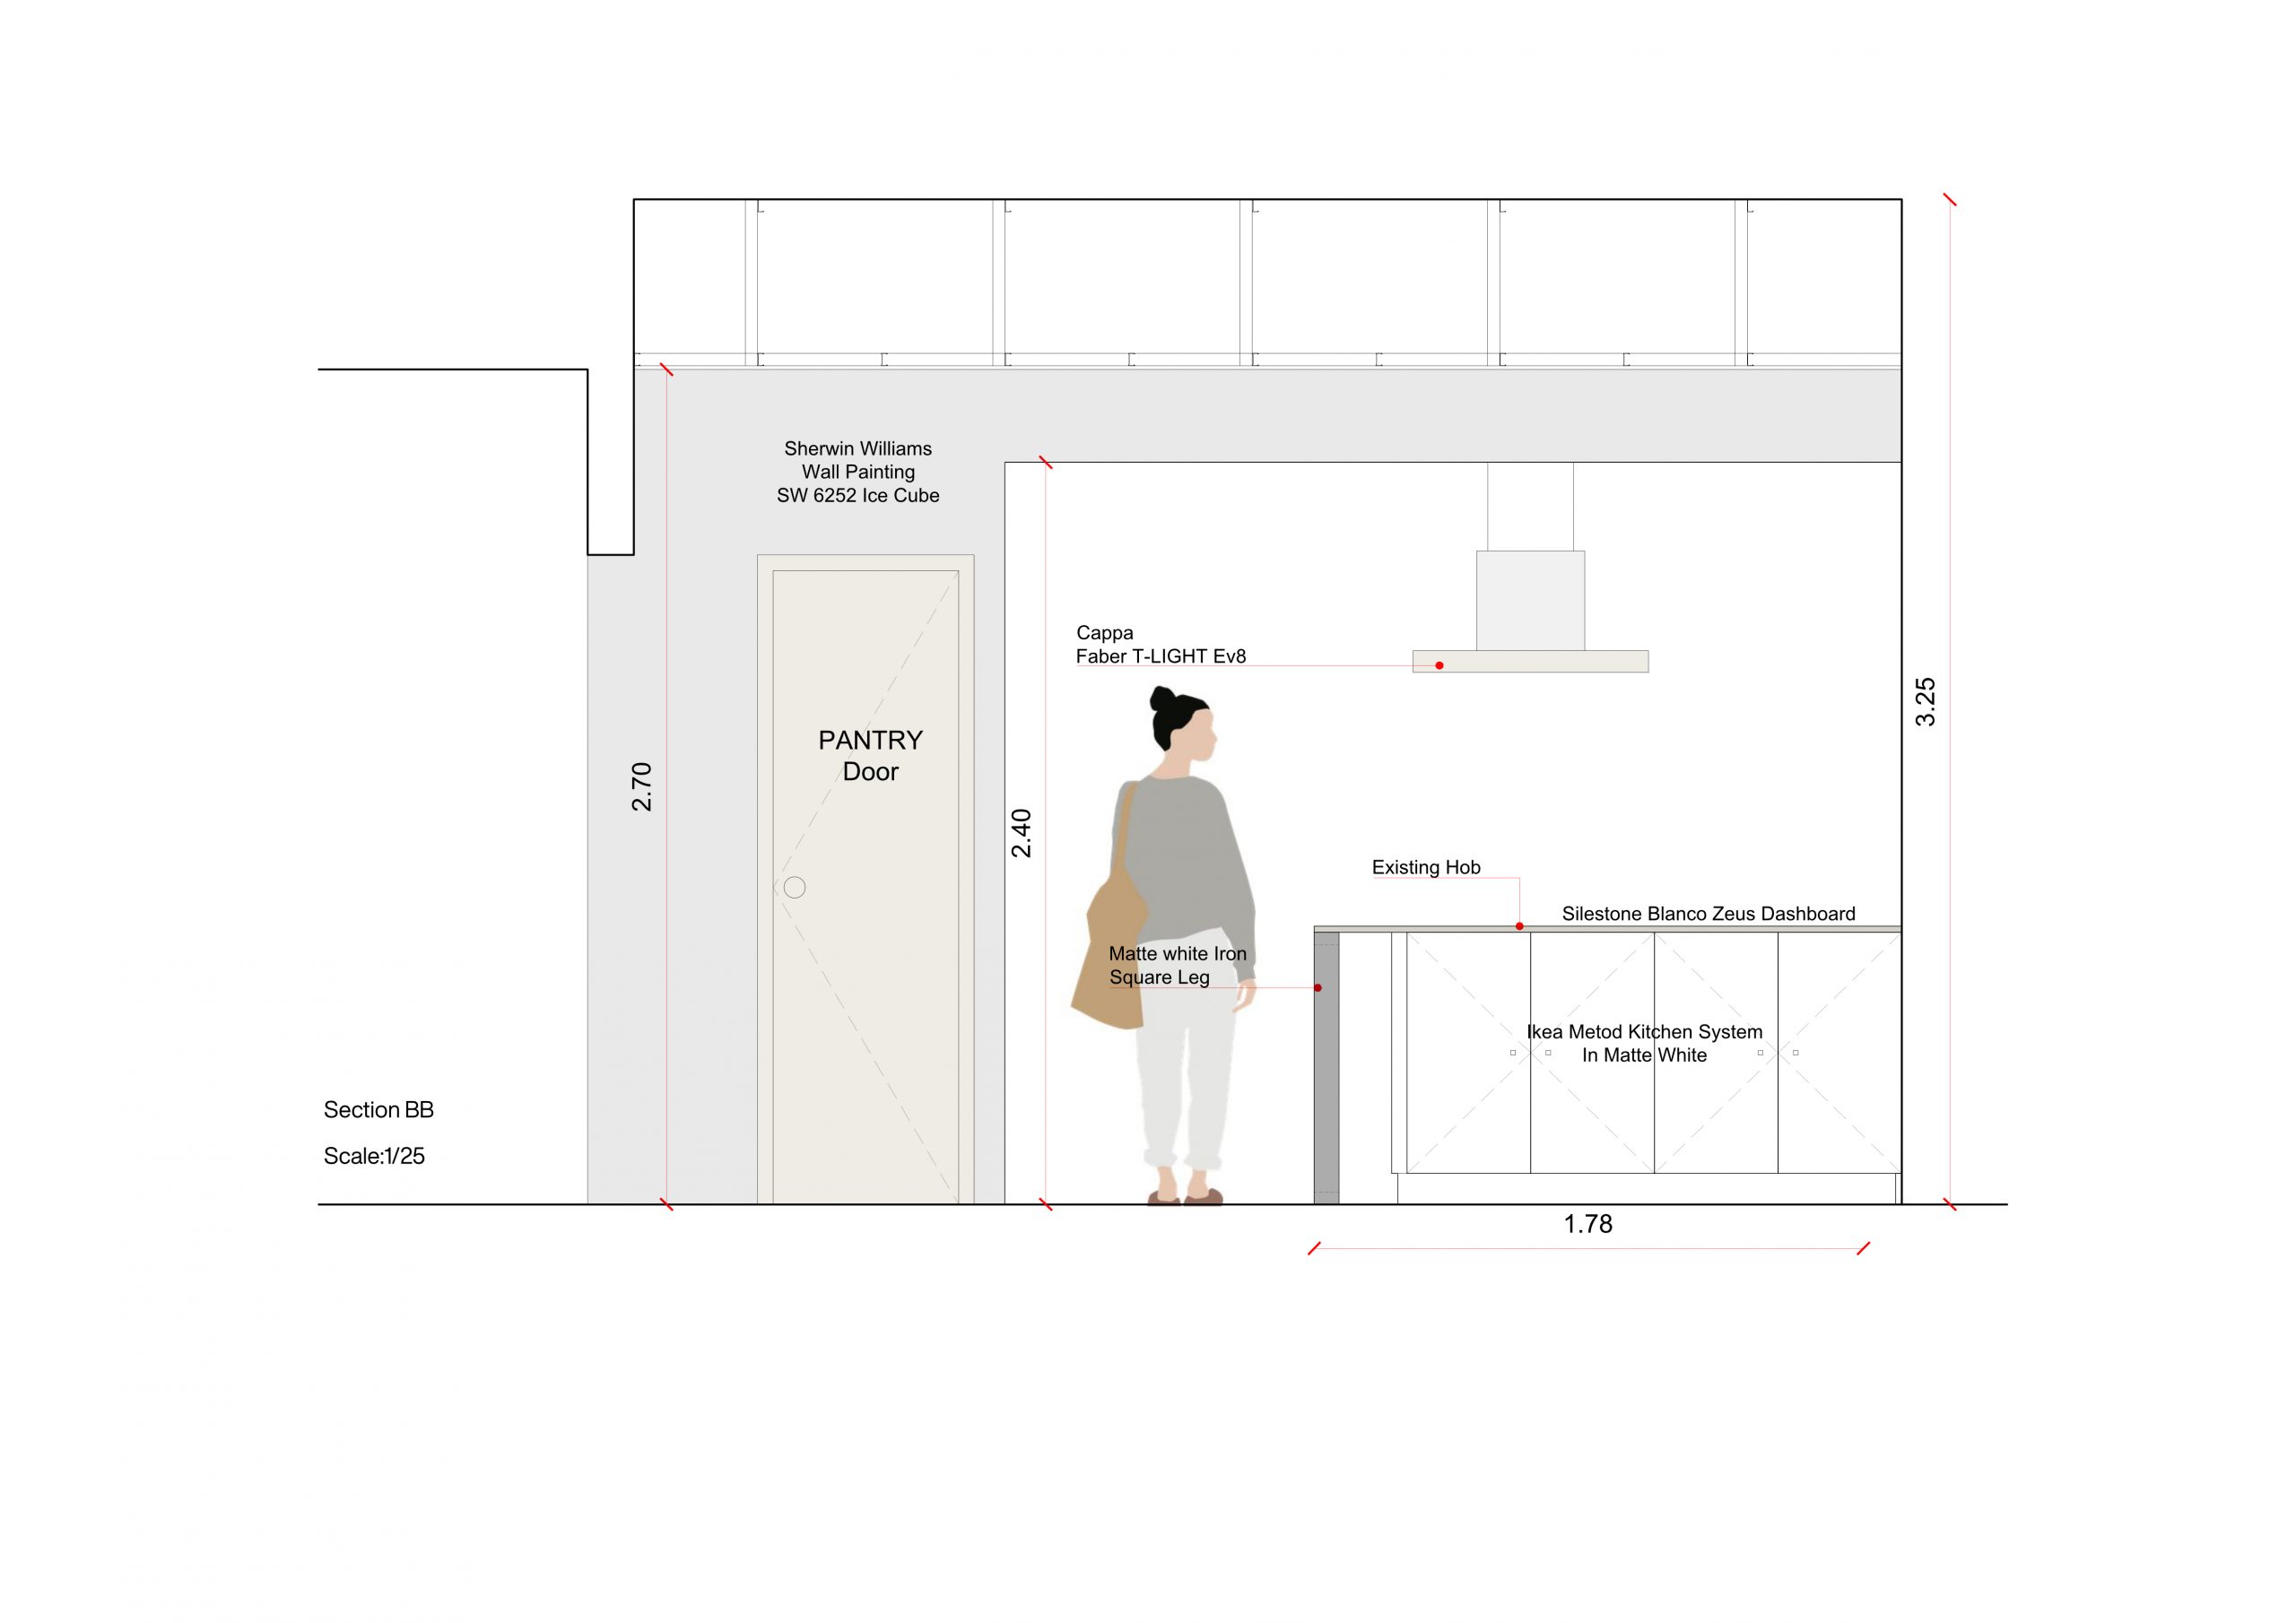 Sherwin Williams
Wall Painting
SW 6252 Ice Cube
Cappa
Faber T-LIGHT Ev8
3.25
PANTRY
Door
2.70
2.40
Existing Hob
Silestone Blanco Zeus Dashboard
Matte white Iron
Square Leg
Ikea Metod Kitchen System
In Matte White
Section BB
Scale:1/25
1.78